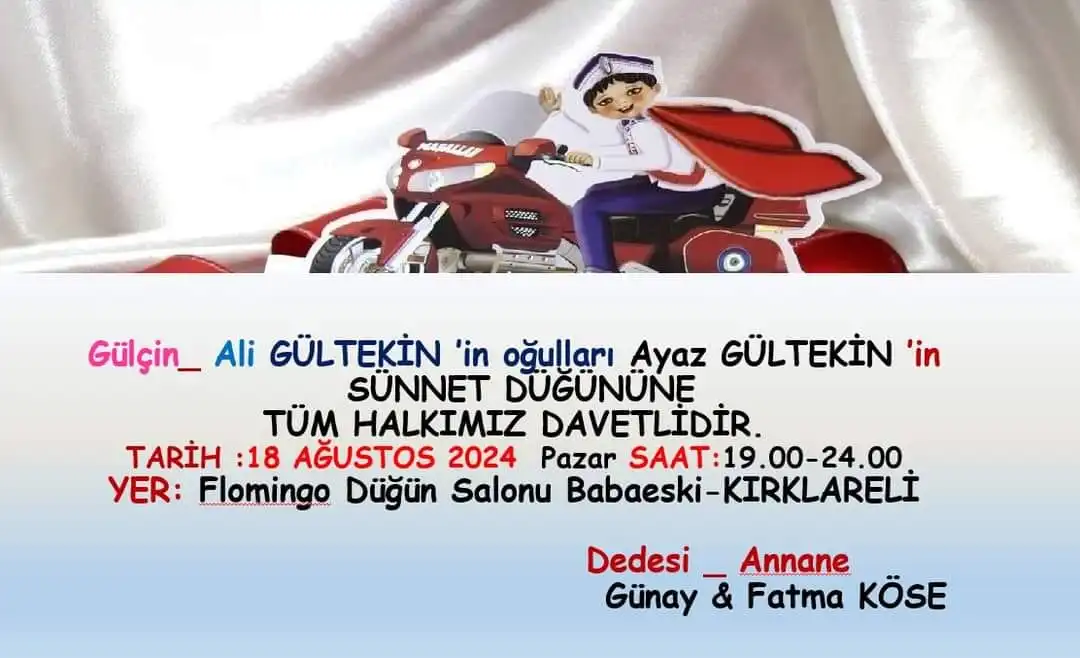 MAŞALLAH
Gülçin_ Ali GÜLTEKİN 'in oğulları Ayaz GÜLTEKİN 'in
SÜNNET DÜĞÜNÜNE
TÜM HALKIMIZ DAVETLİDİR.
TARİH :18 AĞUSTOS 2024 Pazar SAAT:19.00-24.00
YER: Flomingo Düğün Salonu Babaeski-KIRKLARELİ
Dedesi _ Annane
Günay & Fatma KÖSE